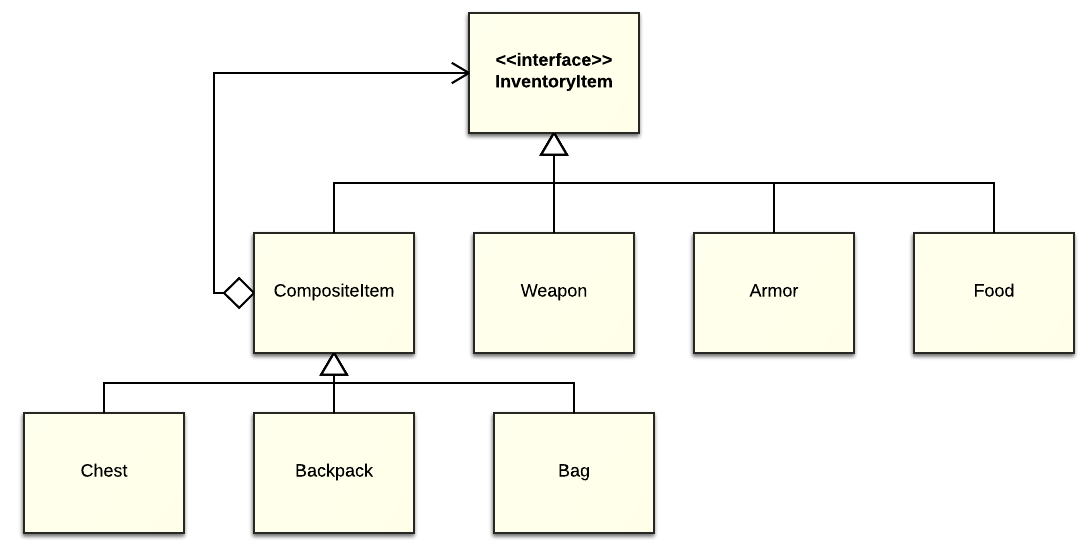 <<interface>>
InventoryItem
CompositeItem
Weapon
Armor
Food
Chest
Backpack
Bag